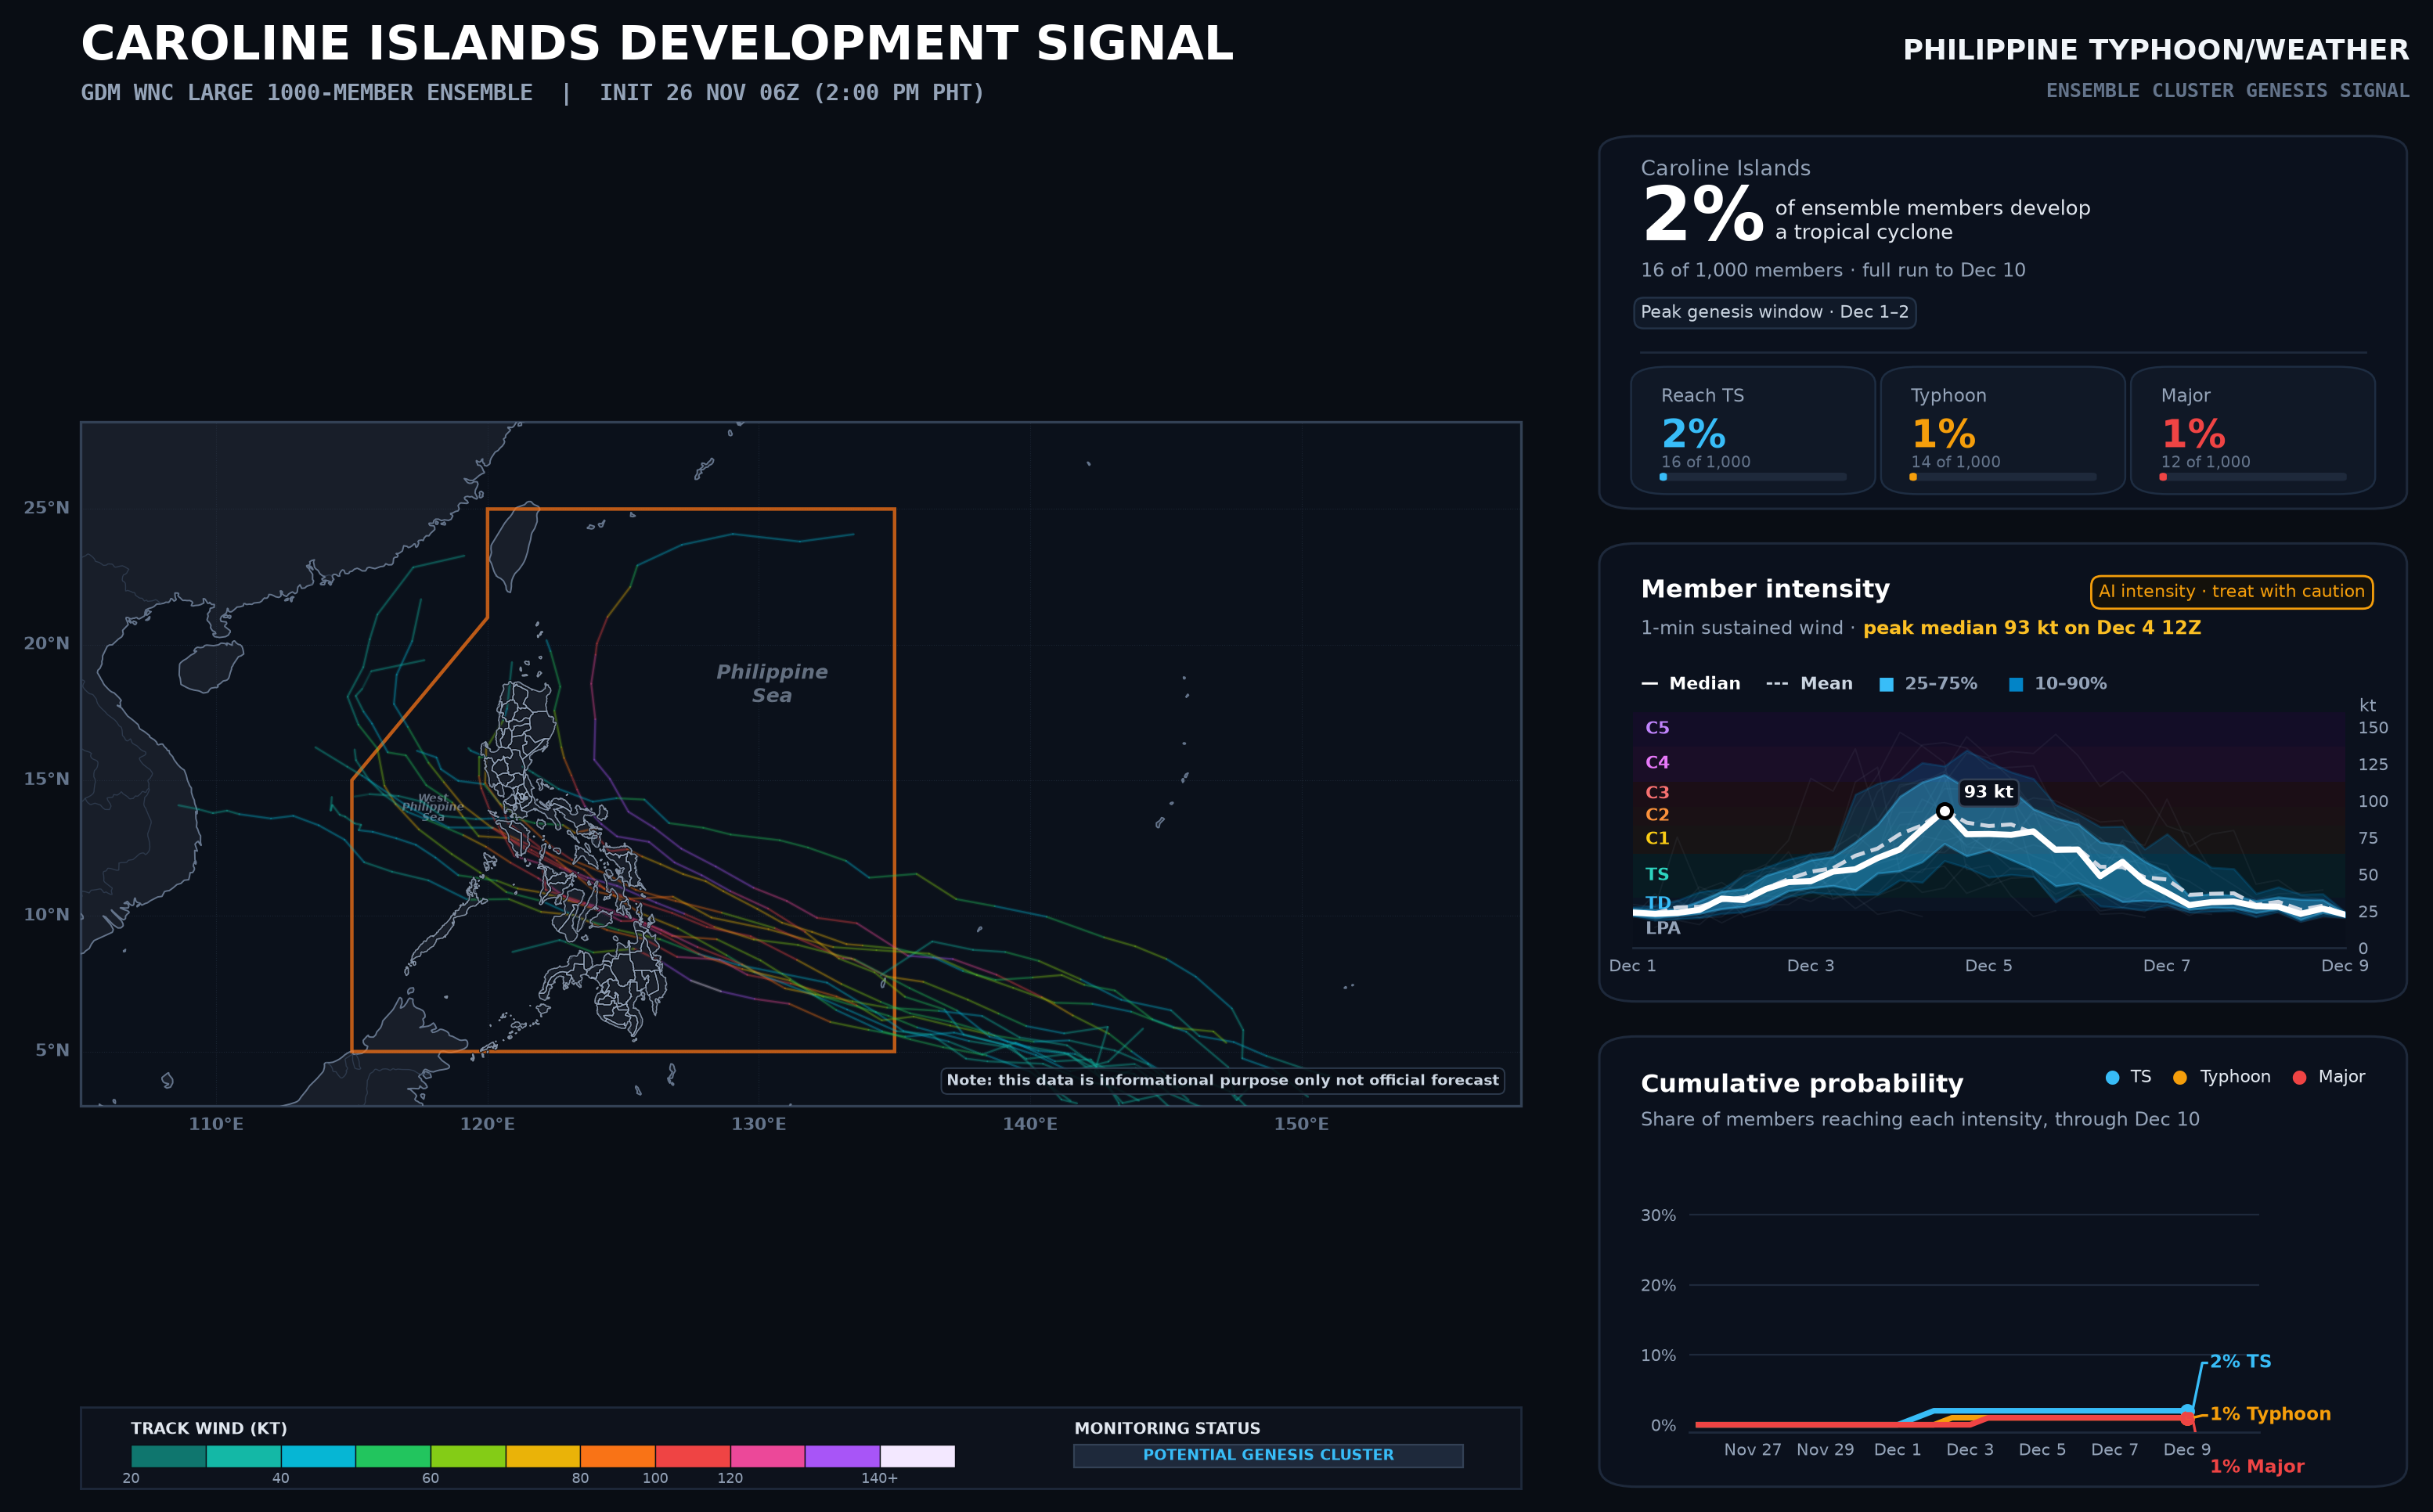 CAROLINE ISLANDS DEVELOPMENT SIGNAL
GDM WNC LARGE 1000-MEMBER ENSEMBLE | INIT 26 NOV 06Z (2:00 PM PHT)
PHILIPPINE TYPHOON/WEATHER
ENSEMBLE CLUSTER GENESIS SIGNAL
25°N
20°N
15°N
10°N
5°N
110°E
120°E
130°E
140°E
150°E
Philippine
Sea
West
Philippine
Sea
Note: this data is informational purpose only not official forecast
TRACK WIND (KT)
20
40
60
80
100
120
140+
MONITORING STATUS
POTENTIAL GENESIS CLUSTER
Caroline Islands
2%
of ensemble members develop
a tropical cyclone
16 of 1,000 members · full run to Dec 10
Peak genesis window · Dec 1–2
Reach TS
2%
16 of 1,000
Typhoon
1%
14 of 1,000
Major
1%
12 of 1,000
Member intensity
AI intensity · treat with caution
1-min sustained wind · peak median 93 kt on Dec 4 12Z
Median
Mean
25–75%
10–90%
kt
C5
C4
C3
C2
C1
TS
TD
LPA
93 kt
150
125
100
75
50
25
0
Dec 1
Dec 3
Dec 5
Dec 7
Dec 9
Cumulative probability
TS
Typhoon
Major
Share of members reaching each intensity, through Dec 10
30%
20%
10%
0%
2% TS
1% Typhoon
1% Major
Nov 27
Nov 29
Dec 1
Dec 3
Dec 5
Dec 7
Dec 9